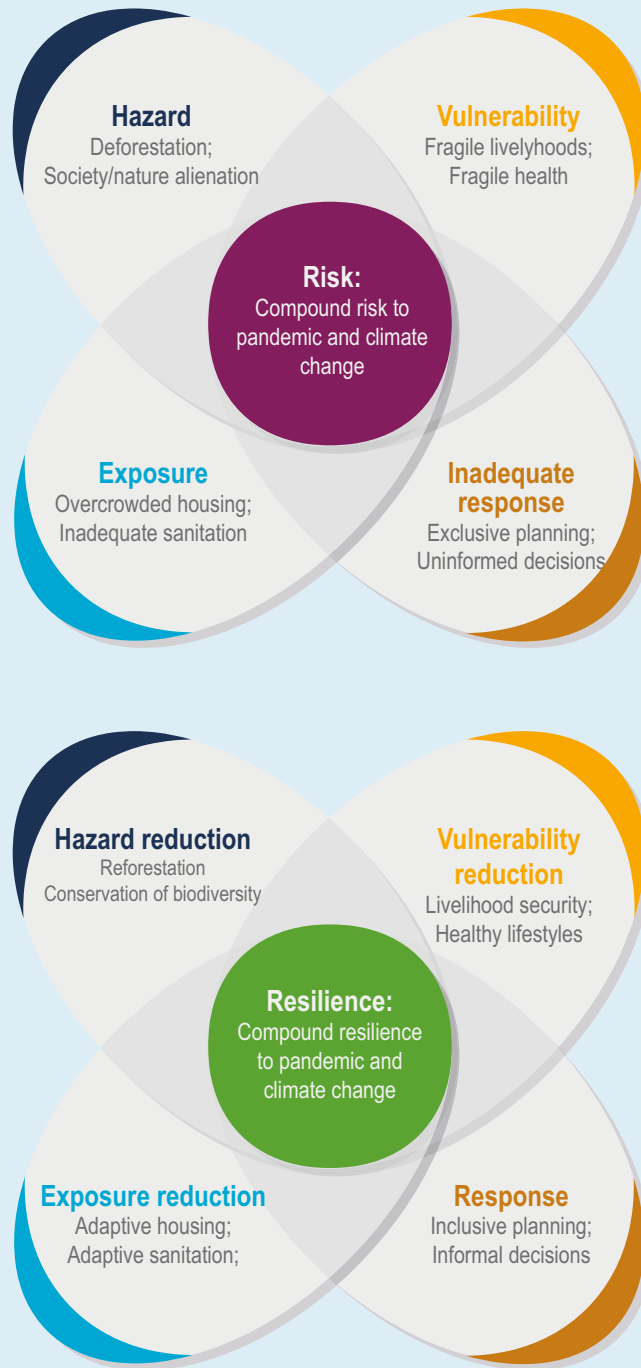 Hazard
Deforestation;
Society/nature alienation
Vulnerability
Fragile livelyhoods;
Fragile health
Risk:
Compound risk to
pandemic and climate
change
Exposure
Overcrowded housing;
Inadequate sanitation
Inadequate
response
Exclusive planning;
Uninformed decisions
Hazard reduction
Reforestation
Conservation of biodiversity
Vulnerability
reduction
Livelihood security;
Healthy lifestyles
Resilience:
Compound resilience
to pandemic and
climate change
Exposure reduction
Adaptive housing;
Adaptive sanitation;
Response
Inclusive planning;
Informal decisions